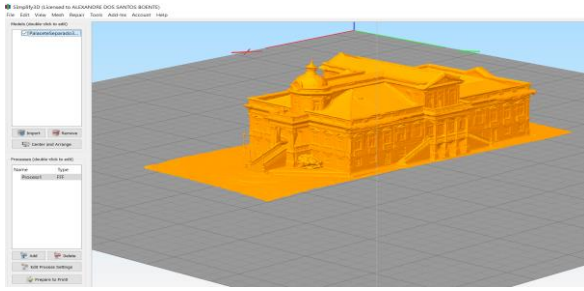 Simplify3D (Licensed to ALEXANDRE DOS SANTOS BOENTE)
File Edit View Mesh Repair Tools Add-Ins Account Help
Models (double-click to add)
Import Remove
Center and Arrange
Processes (double-click to edit)
Name Type
Process1 FFF
Add Delete
Edit Process Settings
Prepare to Print